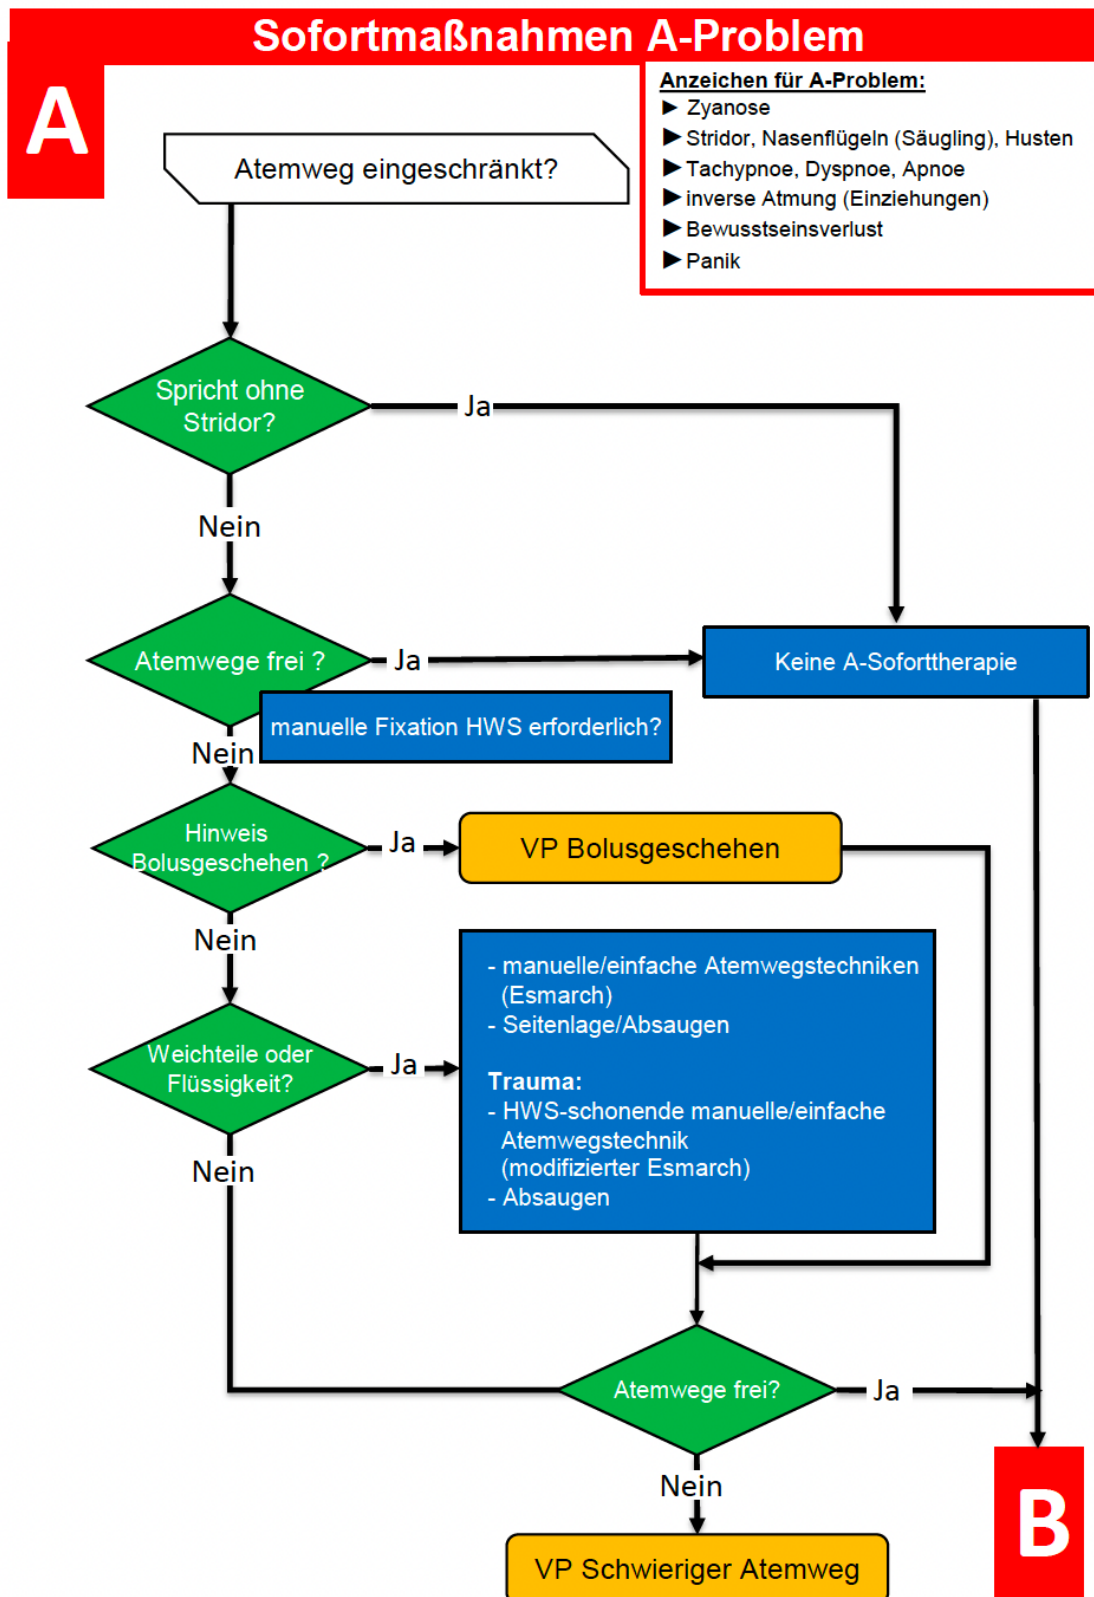 Sofortmaßnahmen A-Problem
A
Anzeichen für A-Problem:
► Zyanose
► Stridor, Nasenflügeln (Säugling), Husten
► Tachypnoe, Dyspnoe, Apnoe
► inverse Atmung (Einziehungen)
► Bewusstseinsverlust
► Panik
Atemweg eingeschränkt?
Spricht ohne
Stridor?
Ja
Nein
Atemwege frei ?
Ja
Keine A-Soforttherapie
manuelle Fixation HWS erforderlich?
Nein
Hinweis
Bolusgeschehen ?
Ja
VP Bolusgeschehen
Nein
- manuelle/einfache Atemwegstechniken
(Esmarch)
- Seitenlage/Absaugen
Trauma:
- HWS-schonende manuelle/einfache
Atemwegstechnik
(modifizierter Esmarch)
- Absaugen
Weichteile oder
Flüssigkeit?
Ja
Nein
Atemwege frei?
Ja
Nein
B
VP Schwieriger Atemweg